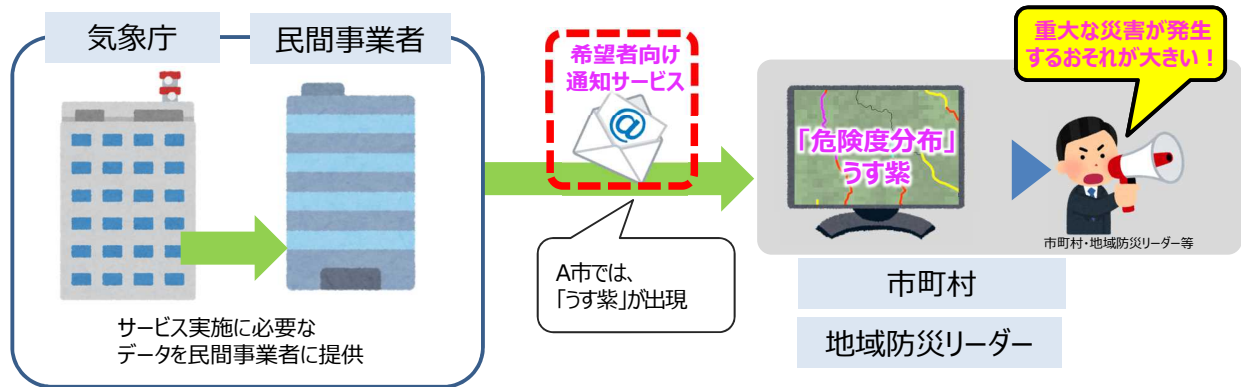 気象庁
民間事業者
サービス実施に必要な
データを民間事業者に提供
希望者向け
通知サービス
@
A市では、
「うす紫」が出現
「危険度分布」
うす紫
重大な災害が発生
するおそれが大きい！
市町村・地域防災リーダー等
市町村
地域防災リーダー